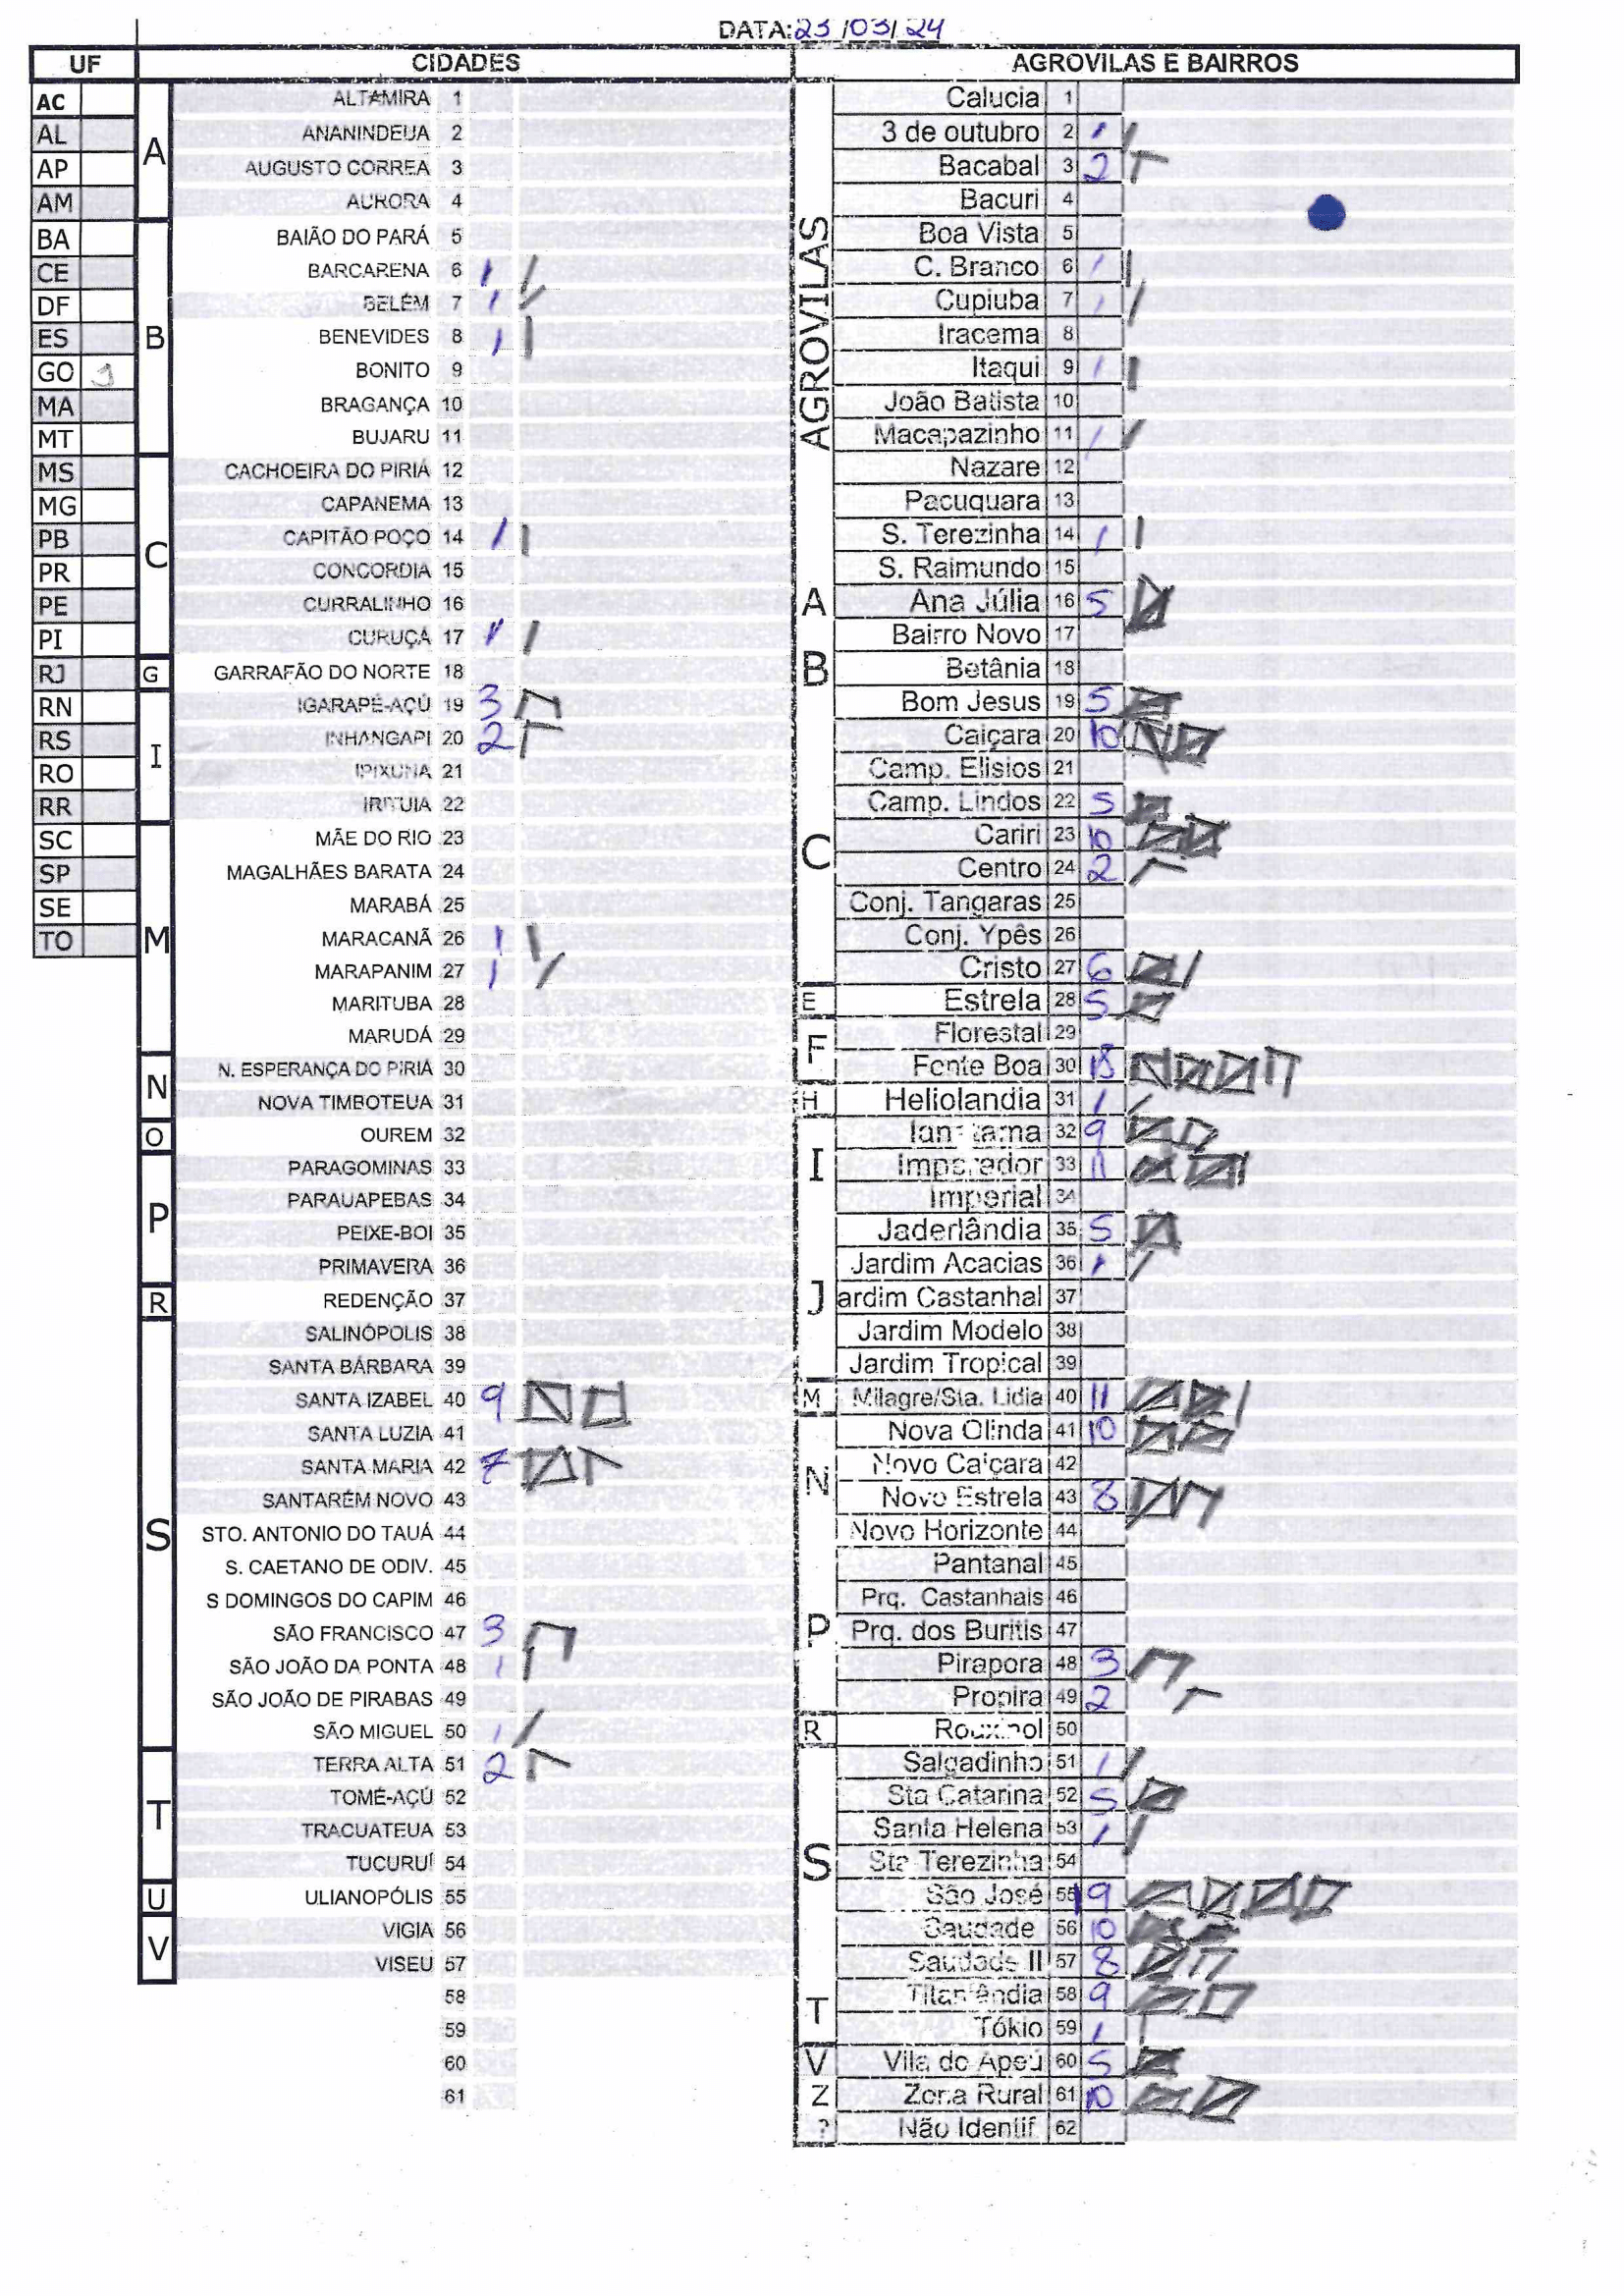 DATA: 23/03/24
UF CIDADES AGROVILAS E BAIRROS
AC
AL
AP
AM
BA
CE
DF
ES
GO 1
MA
MT
MS
MG
PB
PR
PE
PI
RJ
RN
RS
RO
RR
SC
SP
SE
TO
A
ALTAMIRA 1
ANANINDEUA 2
AUGUSTO CORREA 3
AURORA 4
B
BAIÃO DO PARÁ 5
BARCARENA 6 1
BELÉM 7 1
BENEVIDES 8 1
BONITO 9
BRAGANÇA 10
BUJARU 11
C
CACHOEIRA DO PIRIÁ 12
CAPANEMA 13
CAPITÃO POÇO 14 1
CONCORDIA 15
CURRALINHO 16
CURUÇÁ 17 1
G
GARRAFÃO DO NORTE 18
I
IGARAPÉ-AÇÚ 19 3
INHANGAPI 20 2
IPIXUNA 21
IRITUIA 22
M
MÃE DO RIO 23
MAGALHÃES BARATA 24
MARABÁ 25
MARACANÃ 26 1
MARAPANIM 27 1
MARITUBA 28
MARUDÁ 29
N
N. ESPERANÇA DO PIRIÁ 30
NOVA TIMBOTEUA 31
O
OUREM 32
P
PARAGOMINAS 33
PARAUAPEBAS 34
PEIXE-BOI 35
PRIMAVERA 36
R
REDENÇÃO 37
S
SALINÓPOLIS 38
SANTA BÁRBARA 39
SANTA IZABEL 40 9
SANTA LUZIA 41
SANTA MARIA 42 7
SANTARÉM NOVO 43
STO. ANTONIO DO TAUÁ 44
S. CAETANO DE ODIV. 45
S DOMINGOS DO CAPIM 46
SÃO FRANCISCO 47 3
SÃO JOÃO DA PONTA 48 1
SÃO JOÃO DE PIRABAS 49
SÃO MIGUEL 50 1
T
TERRA ALTA 51 2
TOMÉ-AÇÚ 52
TRACUATEUA 53
TUCURUÍ 54
U
ULIANOPÓLIS 55
V
VIGIA 56
VISEU 57
58
59
60
61
AGROVILAS
Calucia 1
3 de outubro 2 1
Bacabal 3 2
Bacuri 4
Boa Vista 5
C. Branco 6 1
Cupiuba 7 1
Iracema 8
Itaqui 9 1
João Batista 10
Macapazinho 11 1
Nazare 12
Pacuquara 13
S. Terezinha 14 1
S. Raimundo 15
A
Ana Júlia 16 5
B
Bairro Novo 17
Betânia 18
Bom Jesus 19 5
C
Caiçara 20 10
Camp. Elisios 21
Camp. Lindos 22 5
Cariri 23 10
Centro 24 2
Conj. Tangaras 25
Conj. Ypês 26
Cristo 27 6
E
Estrela 28 5
F
Florestal 29
Fonte Boa 30 18
H
Heliolandia 31 1
I
32 9
Imperador 33 11
Imperial 34
J
Jaderlândia 35 5
Jardim Acacias 36 1
ardim Castanhal 37
Jardim Modelo 38
Jardim Tropical 39
M
Milagre/Sta. Lidia 40 11
N
Nova Olinda 41 10
Novo Caiçara 42
Novo Estrela 43 8
Novo Horizonte 44
P
Pantanal 45
Prq. Castanhais 46
Prq. dos Buritis 47
Pirapora 48 3
Propira 49 2
R
Rouxinol 50
S
Salgadinho 51 1
Sta Catarina 52 5
Santa Helena 53 1
Sta Terezinha 54
São José 55 19
Saudade 56 10
Saudade II 57 8
T
Titanlândia 58 9
Tókio 59 1
V
Vila do Apeú 60 5
Z
Zona Rural 61 10
?
Não Identif 62